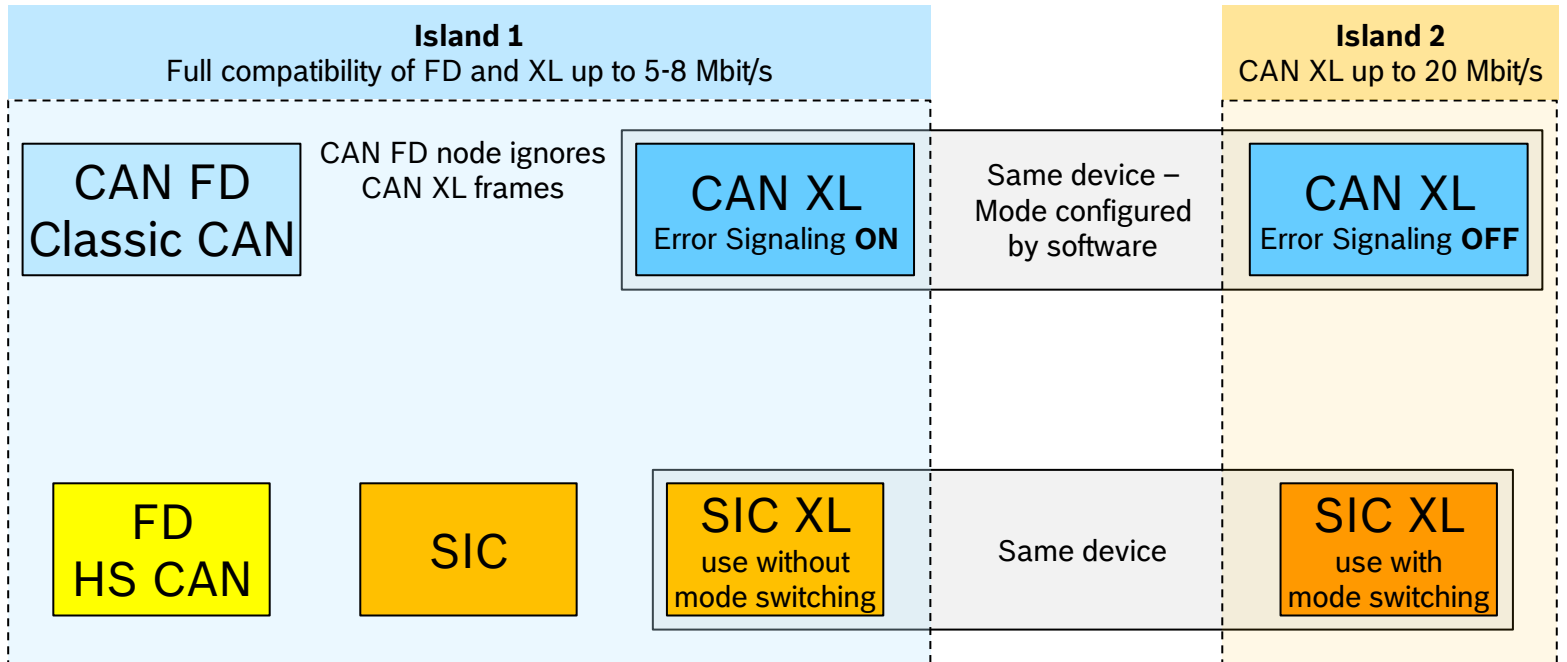 Island 1
Full compatibility of FD and XL up to 5-8 Mbit/s
Island 2
CAN XL up to 20 Mbit/s
CAN FD
Classic CAN
CAN FD node ignores
CAN XL frames
CAN XL
Error Signaling ON
Same device –
Mode configured
by software
CAN XL
Error Signaling OFF
FD
HS CAN
SIC
SIC XL
use without
mode switching
Same device
SIC XL
use with
mode switching